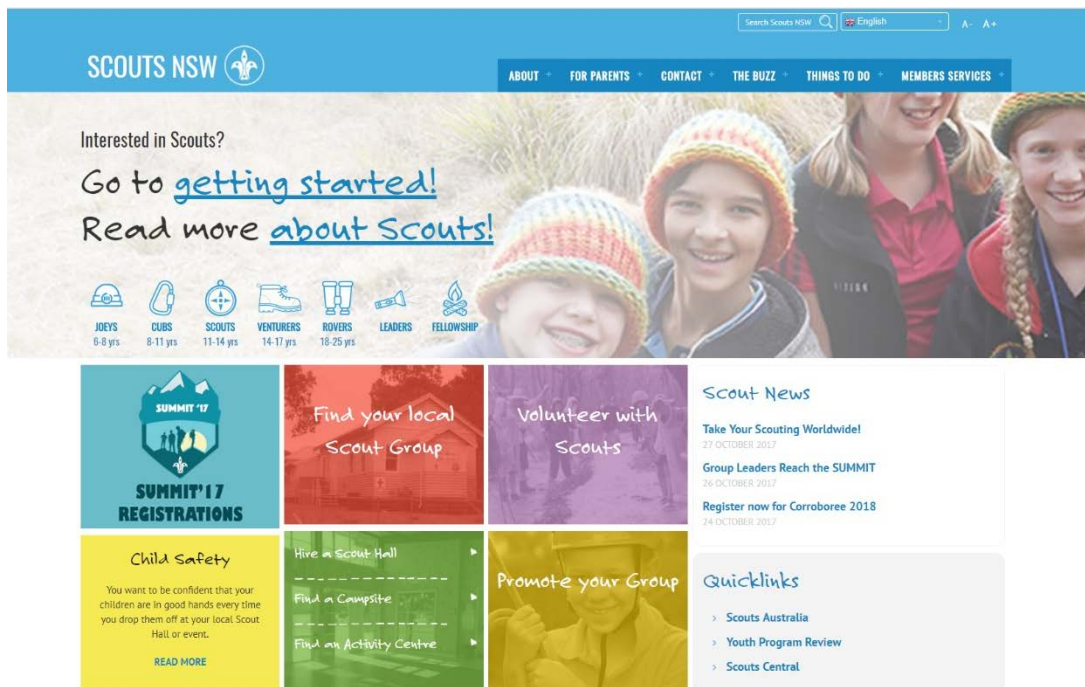 Search Scouts NSW
English
A- A+
SCOUTS NSW
ABOUT + FOR PARENTS + CONTACT + THE BUZZ + THINGS TO DO + MEMBERS SERVICES +
Interested in Scouts?
Go to getting started!
Read more about Scouts!
JOEYS CUBS SCOUTS VENTURERS ROVERS LEADERS FELLOWSHIP
6-8 yrs 8-11 yrs 11-14 yrs 14-17 yrs 18-25 yrs
SUMMIT '17
SUMMIT'17
REGISTRATIONS
Find your local
Scout Group
Volunteer with
Scouts
Scout News
Take Your Scouting Worldwide!
27 OCTOBER 2017
Group Leaders Reach the SUMMIT
26 OCTOBER 2017
Register now for Corroboree 2018
24 OCTOBER 2017
Child Safety
You want to be confident that your
children are in good hands every time
you drop them off at your local Scout
Hall or event.
READ MORE
Hire a Scout Hall
Find a Campsite
Find an Activity Centre
Promote your Group
Quicklinks
> Scouts Australia
> Youth Program Review
> Scouts Central